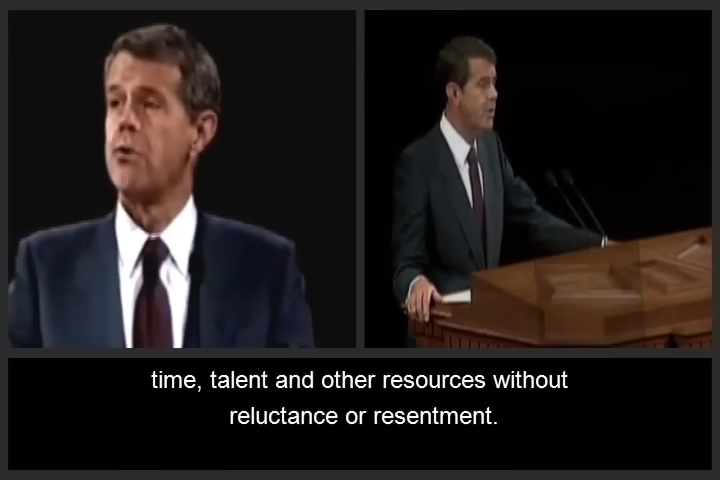 time, talent and other resources without
reluctance or resentment.